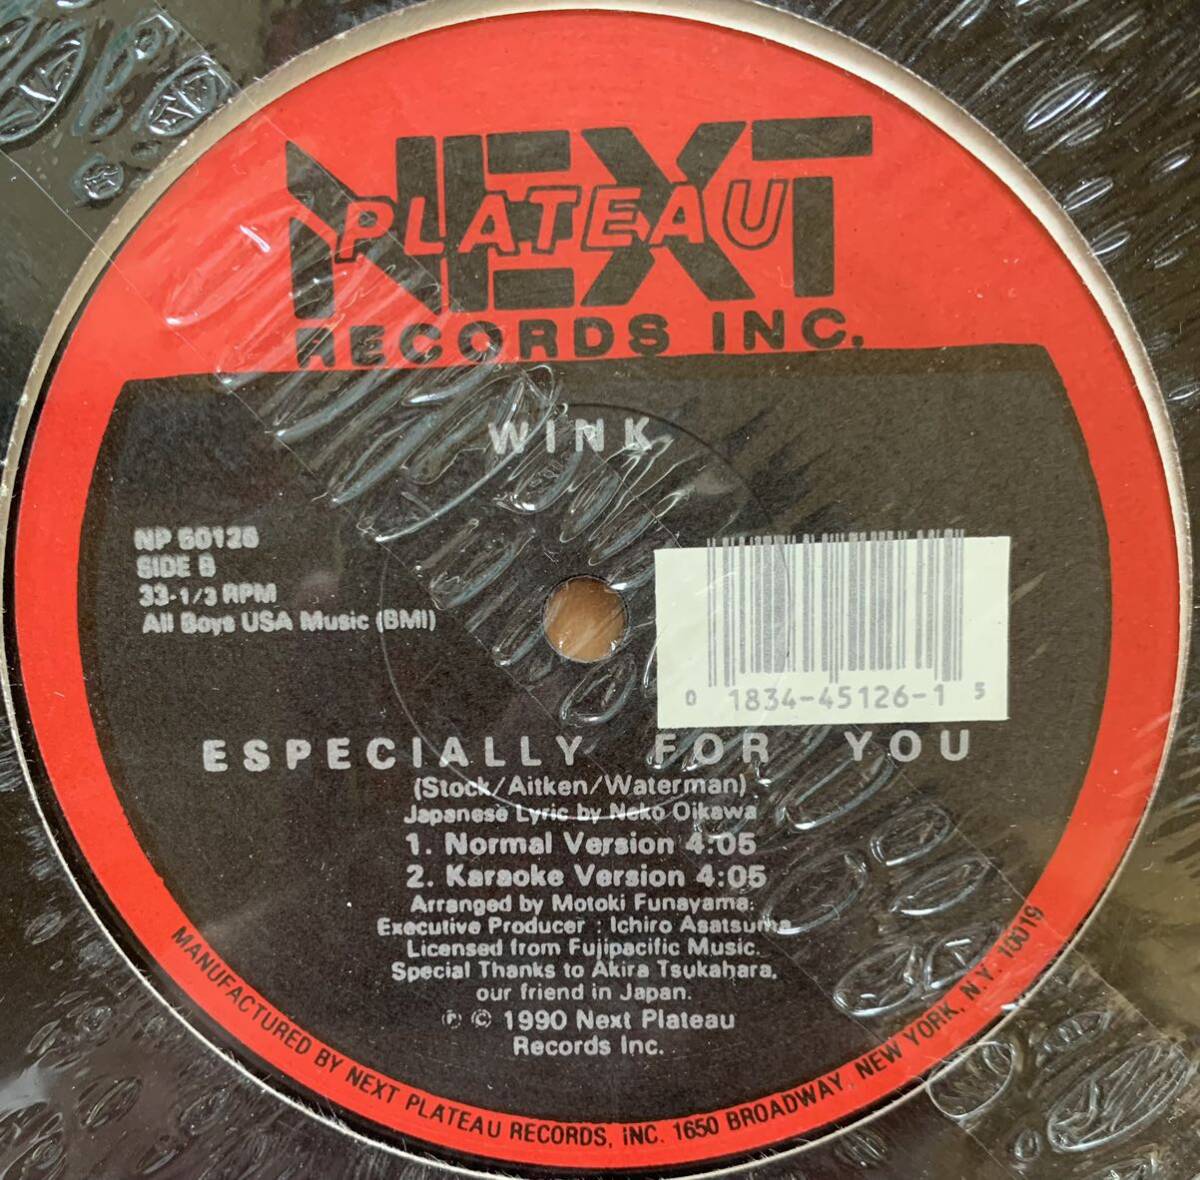 NEXT
PLATEAU
RECORDS INC.
WINK
NP 50126
SIDE B
33-1/3 RPM
All Boys USA Music (BMI)
0 1834-45126-1 5
ESPECIALLY FOR YOU
(Stock/Aitken/Waterman)
Japanese Lyric by Neko Oikawa
1. Normal Version 4:05
2. Karaoke Version 4:05
Arranged by Motoki Funayama.
Executive Producer : Ichiro Asatsuma
Licensed from Fujipacific Music.
Special Thanks to Akira Tsukahara,
our friend in Japan.
℗ © 1990 Next Plateau
Records Inc.
MANUFACTURED BY NEXT PLATEAU RECORDS, INC. 1650 BROADWAY, NEW YORK, N.Y. 10019